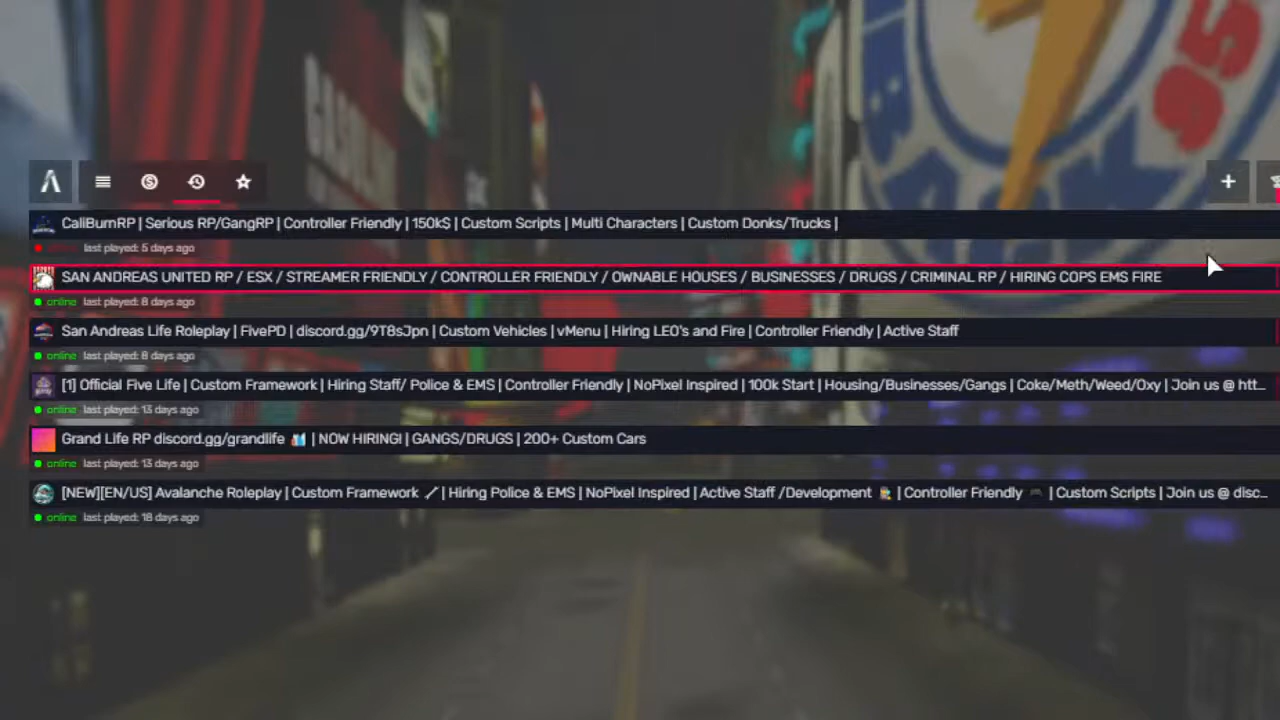 CaliBurnRP | Serious RP/GangRP | Controller Friendly | 150k$ | Custom Scripts | Multi Characters | Custom Donks/Trucks |
last played: 5 days ago
SAN ANDREAS UNITED RP / ESX / STREAMER FRIENDLY / CONTROLLER FRIENDLY / OWNABLE HOUSES / BUSINESSES / DRUGS / CRIMINAL RP / HIRING COPS EMS FIRE
online last played: 8 days ago
San Andreas Life Roleplay | FivePD | discord.gg/9T8sJpn | Custom Vehicles | vMenu | Hiring LEO's and Fire | Controller Friendly | Active Staff
online last played: 8 days ago
[1] Official Five Life | Custom Framework | Hiring Staff/ Police & EMS | Controller Friendly | NoPixel Inspired | 100k Start | Housing/Businesses/Gangs | Coke/Meth/Weed/Oxy | Join us @ htt...
online last played: 13 days ago
Grand Life RP discord.gg/grandlife | NOW HIRING! | GANGS/DRUGS | 200+ Custom Cars
online last played: 13 days ago
[NEW][EN/US] Avalanche Roleplay | Custom Framework | Hiring Police & EMS | NoPixel Inspired | Active Staff /Development | Controller Friendly | Custom Scripts | Join us @ disc...
online last played: 18 days ago